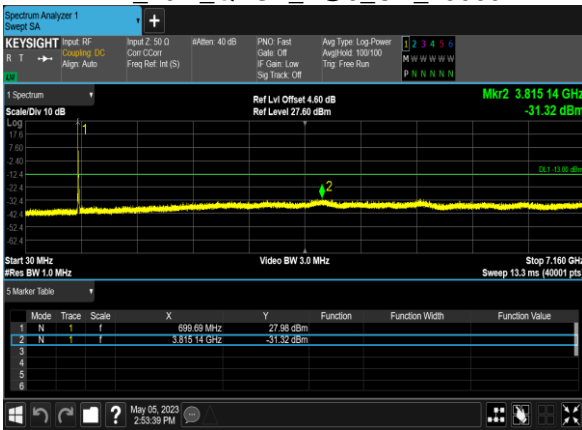 Spectrum Analyzer 1
Swept SA
KEYSIGHT
R T
LV
Input: RF
Coupling: DC
Align: Auto
Input Z: 50 Ω
Corr CCorr
Freq Ref: Int (S)
#Atten: 40 dB
PNO: Fast
Gate: Off
IF Gain: Low
Sig Track: Off
Avg Type: Log-Power
Avg|Hold: 100/100
Trig: Free Run
1 2 3 4 5 6
M W W W W W
P N N N N N
1 Spectrum
Scale/Div 10 dB
Ref Lvl Offset 4.60 dB
Ref Level 27.60 dBm
Mkr2 3.815 14 GHz
-31.32 dBm
Log
17.6
7.60
-2.40
-12.4
-22.4
-32.4
-42.4
-52.4
-62.4
1
2
DL1 -13.00 dBm
Start 30 MHz
#Res BW 1.0 MHz
Video BW 3.0 MHz
Stop 7.160 GHz
Sweep 13.3 ms (40001 pts
5 Marker Table
Mode Trace Scale X Y Function Function Width Function Value
1 N 1 f 699.69 MHz 27.98 dBm
2 N 1 f 3.815 14 GHz -31.32 dBm
3
4
5
6
? May 05, 2023
2:53:39 PM